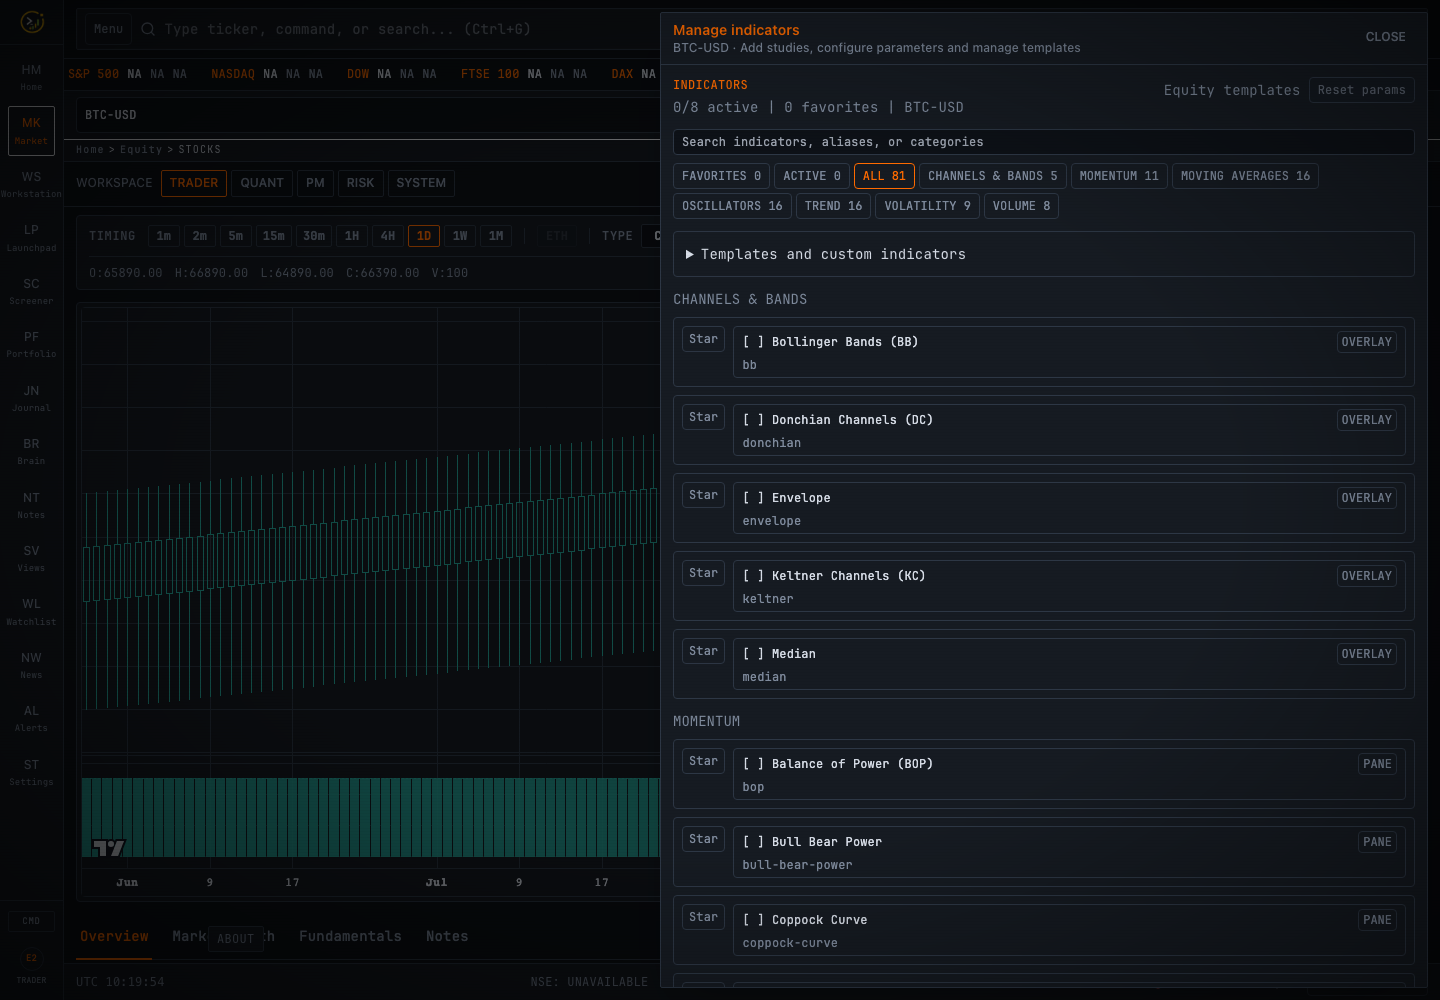 Menu
Type ticker, command, or search... (Ctrl+G)
S&P 500 NA NA NA NASDAQ NA NA NA DOW NA NA NA FTSE 100 NA NA NA DAX NA
BTC-USD
Home > Equity > STOCKS
WORKSPACE TRADER QUANT PM RISK SYSTEM
TIMING 1m 2m 5m 15m 30m 1H 4H 1D 1W 1M ETH TYPE C
O:65890.00 H:66890.00 L:64890.00 C:66390.00 V:100
HM
Home
MK
Market
WS
Workstation
LP
Launchpad
SC
Screener
PF
Portfolio
JN
Journal
BR
Brain
NT
Notes
SV
Views
WL
Watchlist
NW
News
AL
Alerts
ST
Settings
CMD
E2
TRADER
Jun 9 17 Jul 9 17
Overview Mark h Fundamentals Notes
ABOUT
UTC 10:19:54 NSE: UNAVAILABLE
Manage indicators
BTC-USD · Add studies, configure parameters and manage templates
CLOSE
INDICATORS
0/8 active | 0 favorites | BTC-USD
Equity templates Reset params
Search indicators, aliases, or categories
FAVORITES 0 ACTIVE 0 ALL 81 CHANNELS & BANDS 5 MOMENTUM 11 MOVING AVERAGES 16
OSCILLATORS 16 TREND 16 VOLATILITY 9 VOLUME 8
▶ Templates and custom indicators
CHANNELS & BANDS
Star [ ] Bollinger Bands (BB) OVERLAY
bb
Star [ ] Donchian Channels (DC) OVERLAY
donchian
Star [ ] Envelope OVERLAY
envelope
Star [ ] Keltner Channels (KC) OVERLAY
keltner
Star [ ] Median OVERLAY
median
MOMENTUM
Star [ ] Balance of Power (BOP) PANE
bop
Star [ ] Bull Bear Power PANE
bull-bear-power
Star [ ] Coppock Curve PANE
coppock-curve